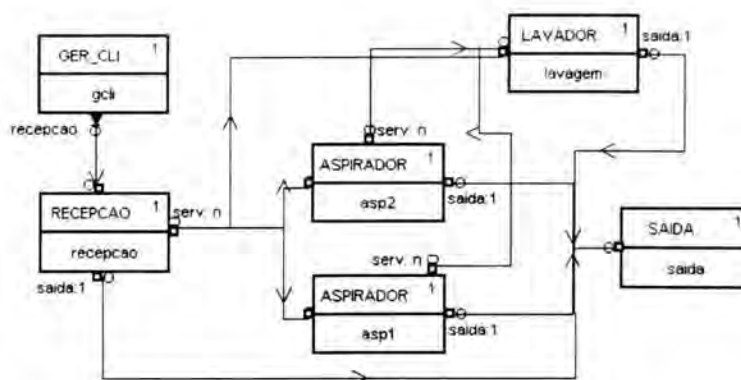 GER_CLI 1
gcli
recepcao
RECEPCAO 1
recepcao
serv: n
saida:1
serv: n
ASPIRADOR 1
asp2
saida:1
serv: n
ASPIRADOR 1
asp1
saida:1
LAVADOR 1
lavagem
saida:1
SAIDA 1
saida